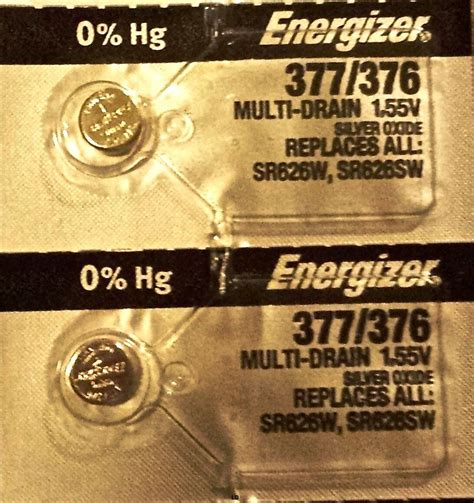 0% Hg
Energizer
377/376
MULTI-DRAIN 1.55V
SILVER OXIDE
REPLACES ALL:
SR626W, SR626SW
0% Hg
Energizer
377/376
MULTI-DRAIN 1.55V
SILVER OXIDE
REPLACES ALL:
SR626W, SR626SW